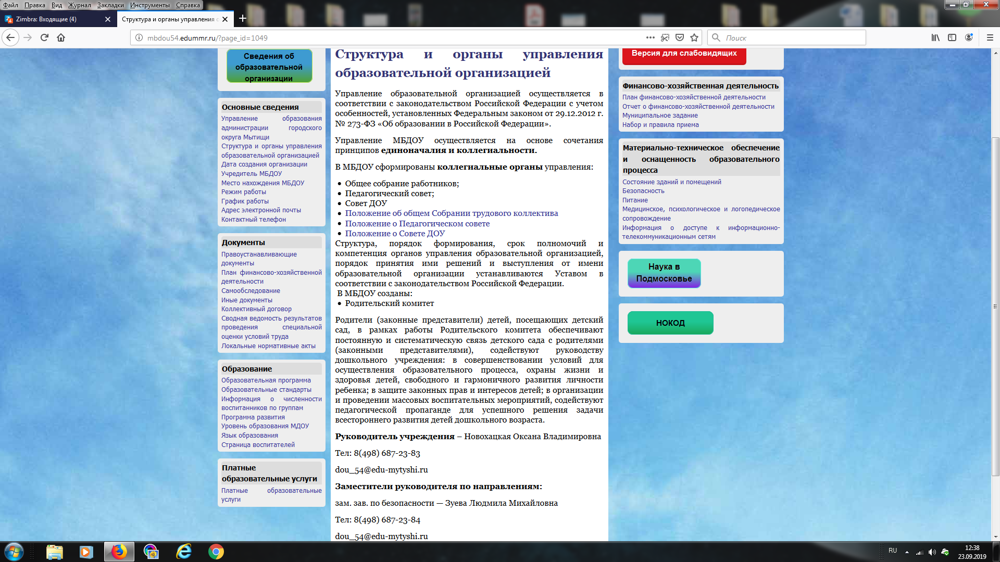 Файл Правка Вид Журнал Закладки Инструменты Справка
Zimbra: Входящие (4)
Структура и органы управления о
mbdou54.edummr.ru/?page_id=1049
Поиск
Сведения об
образовательной
организации
Основные сведения
Управление образования
администрации городского
округа Мытищи
Структура и органы управления
образовательной организацией
Дата создания организации
Учредитель МБДОУ
Место нахождения МБДОУ
Режим работы
График работы
Адрес электронной почты
Контактный телефон
Документы
Правоустанавливающие
документы
План финансово-хозяйственной
деятельности
Самообследование
Иные документы
Коллективный договор
Сводная ведомость результатов
проведения специальной
оценки условий труда
Локальные нормативные акты
Образование
Образовательная программа
Образовательные стандарты
Информация о численности
воспитанников по группам
Программа развития
Уровень образования МДОУ
Язык образования
Страница воспитателей
Платные
образовательные услуги
Платные образовательные
услуги
Структура и органы управления
образовательной организацией
Управление образовательной организацией осуществляется в
соответствии с законодательством Российской Федерации с учетом
особенностей, установленных Федеральным законом от 29.12.2012 г.
№ 273-ФЗ «Об образовании в Российской Федерации».
Управление МБДОУ осуществляется на основе сочетания
принципов единоначалия и коллегиальности.
В МБДОУ сформированы коллегиальные органы управления:
• Общее собрание работников;
• Педагогический совет;
• Совет ДОУ
• Положение об общем Собрании трудового коллектива
• Положение о Педагогическом совете
• Положение о Совете ДОУ
Структура, порядок формирования, срок полномочий и
компетенция органов управления образовательной организацией,
порядок принятия ими решений и выступления от имени
образовательной организации устанавливаются Уставом в
соответствии с законодательством Российской Федерации.
В МБДОУ созданы:
• Родительский комитет
Родители (законные представители) детей, посещающих детский
сад, в рамках работы Родительского комитета обеспечивают
постоянную и систематическую связь детского сада с родителями
(законными представителями), содействуют руководству
дошкольного учреждения: в совершенствовании условий для
осуществления образовательного процесса, охраны жизни и
здоровья детей, свободного и гармоничного развития личности
ребенка; в защите законных прав и интересов детей; в организации
и проведении массовых воспитательных мероприятий, содействуют
педагогической пропаганде для успешного решения задачи
всестороннего развития детей дошкольного возраста.
Руководитель учреждения – Новохацкая Оксана Владимировна
Тел: 8(498) 687-23-83
dou_54@edu-mytyshi.ru
Заместители руководителя по направлениям:
зам. зав. по безопасности — Зуева Людмила Михайловна
Тел: 8(498) 687-23-84
dou_54@edu-mytyshi.ru
Версия для слабовидящих
Финансово-хозяйственная деятельность
План финансово-хозяйственной деятельности
Отчет о финансово-хозяйственной деятельности
Муниципальное задание
Набор и правила приема
Материально-техническое обеспечение
и оснащенность образовательного
процесса
Состояние зданий и помещений
Безопасность
Питание
Медицинское, психологическое и логопедическое
сопровождение
Информация о доступе к информационно-
телекоммуникационным сетям
Наука в
Подмосковье
НОКОД
RU
12:38
23.09.2019